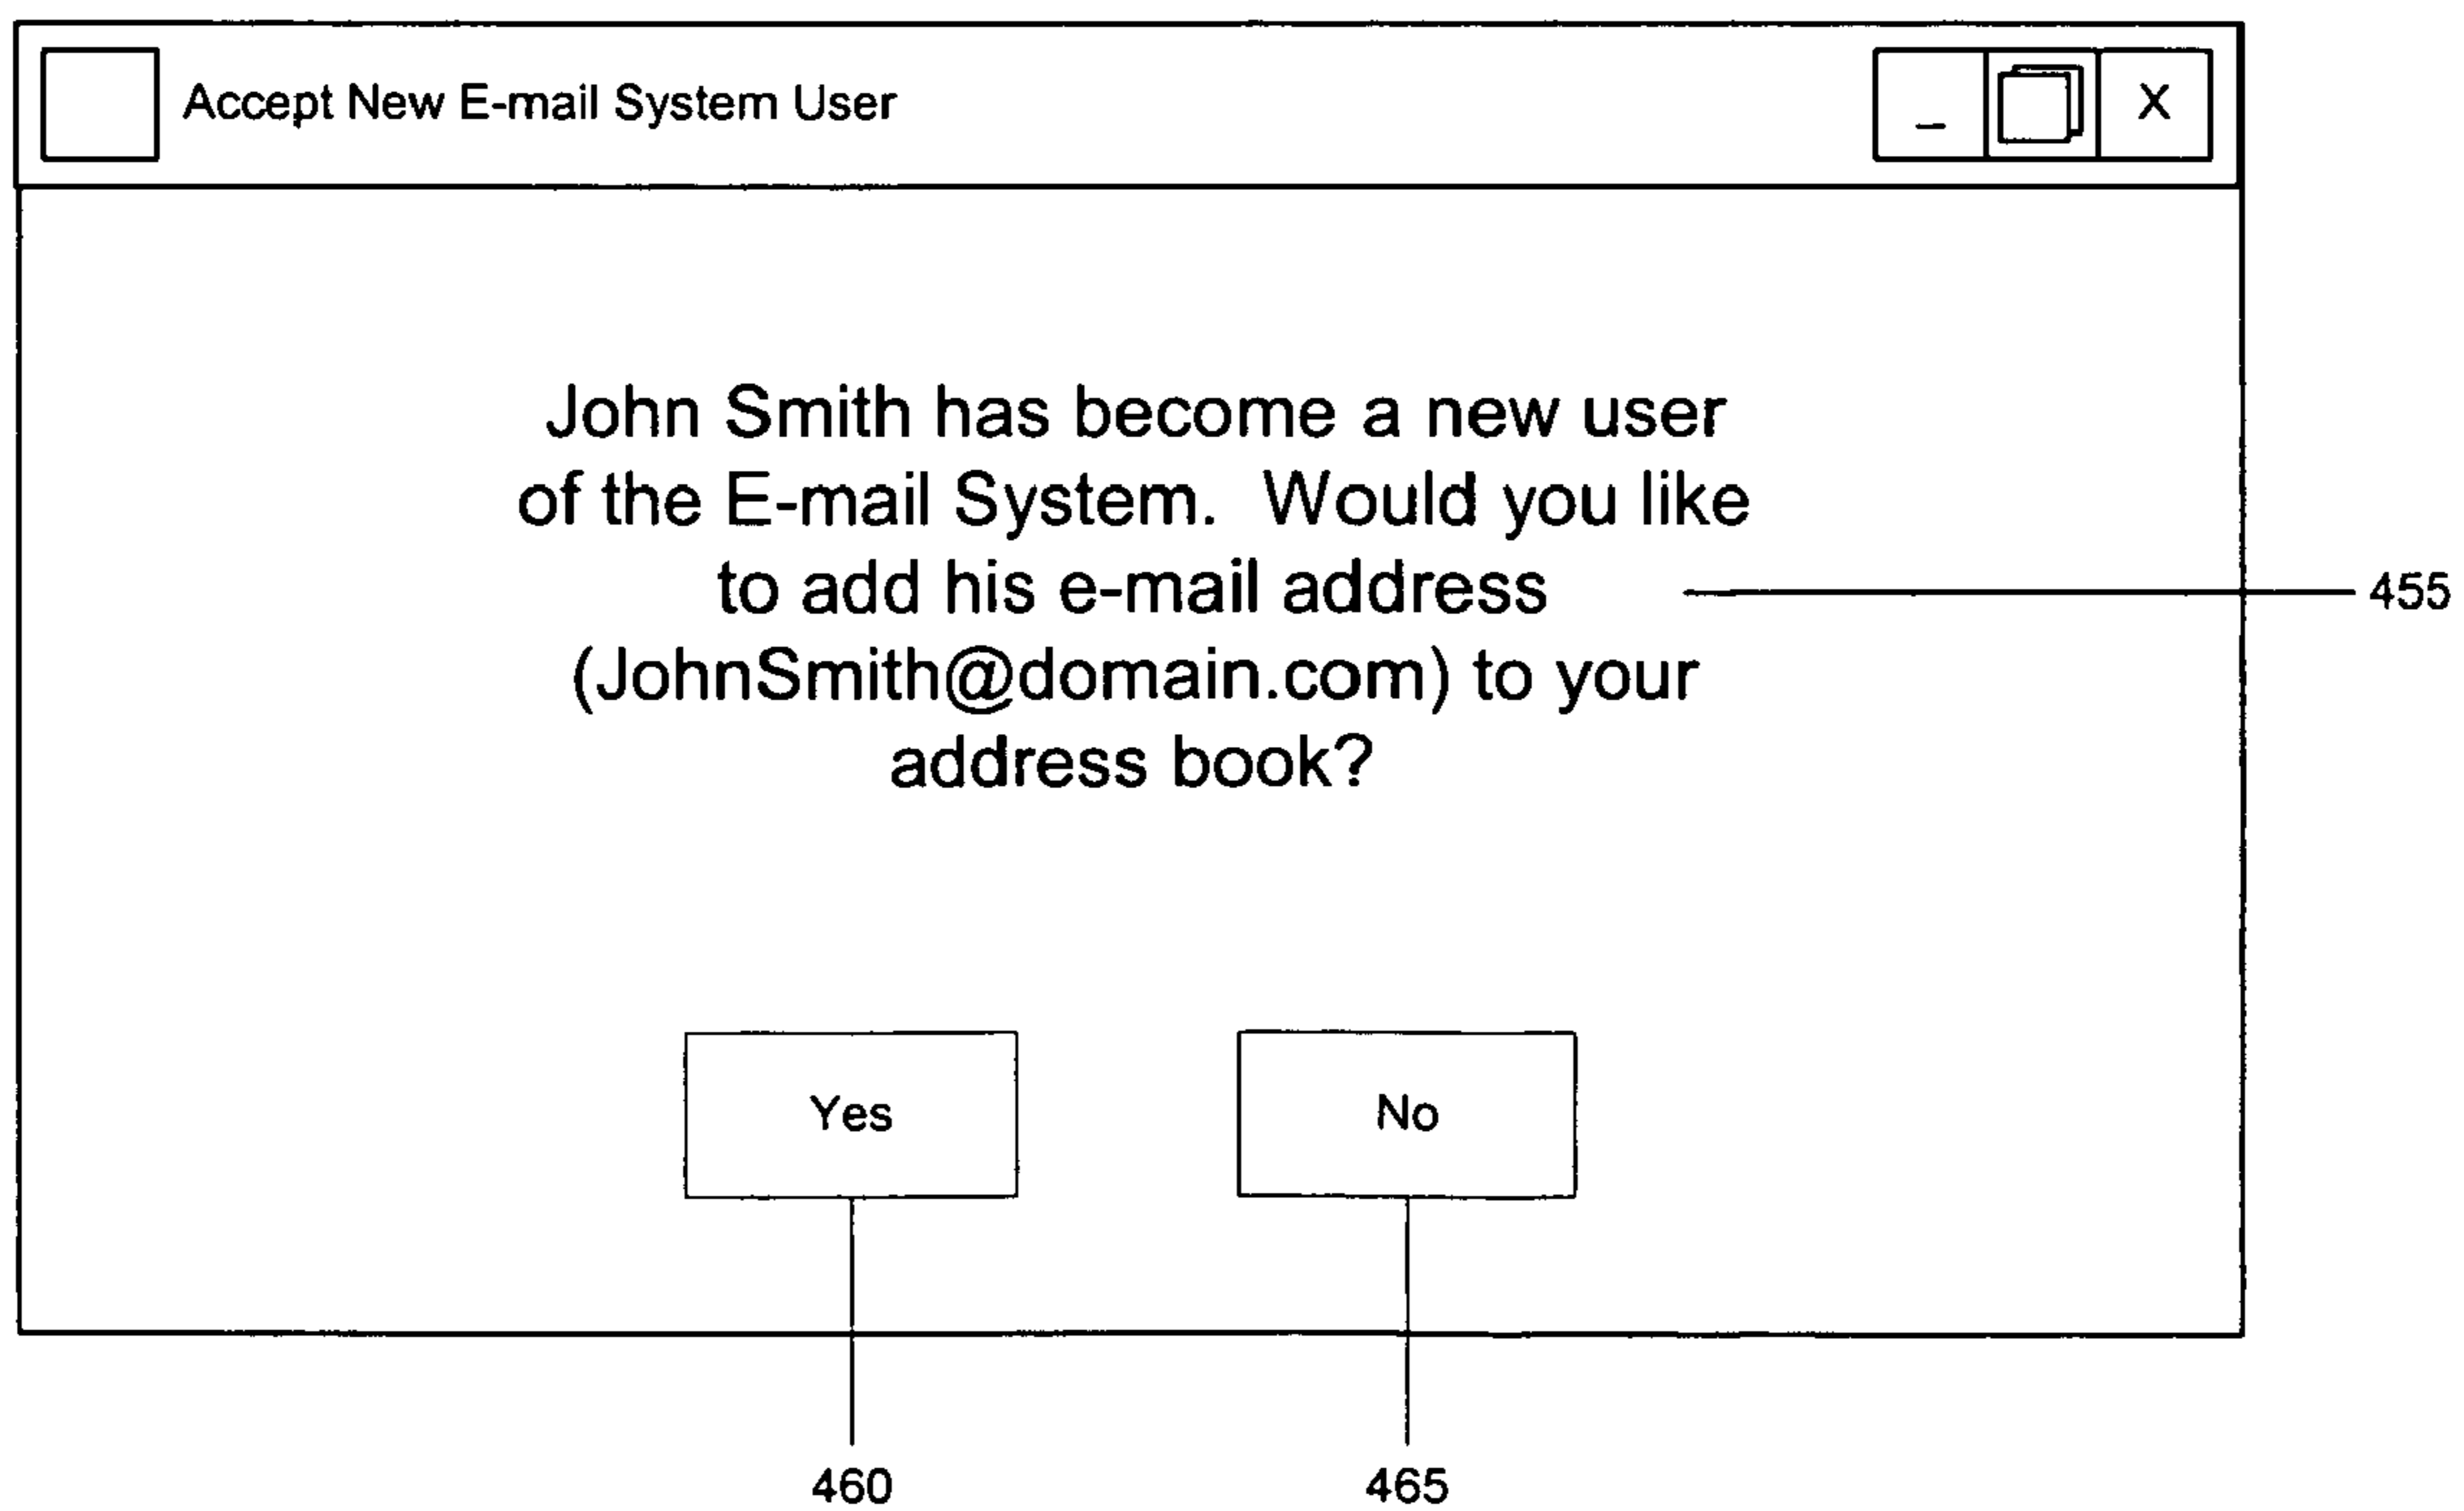 Accept New E-mail System User
_ X
John Smith has become a new user
of the E-mail System.  Would you like
to add his e-mail address
455
(JohnSmith@domain.com) to your
address book?
Yes No
460 465